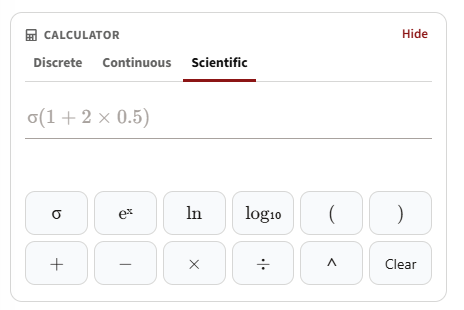 CALCULATOR Hide
Discrete Continuous Scientific
σ(1 + 2 × 0.5)
σ eˣ ln log₁₀ ( )
+ − × ÷ ^ Clear